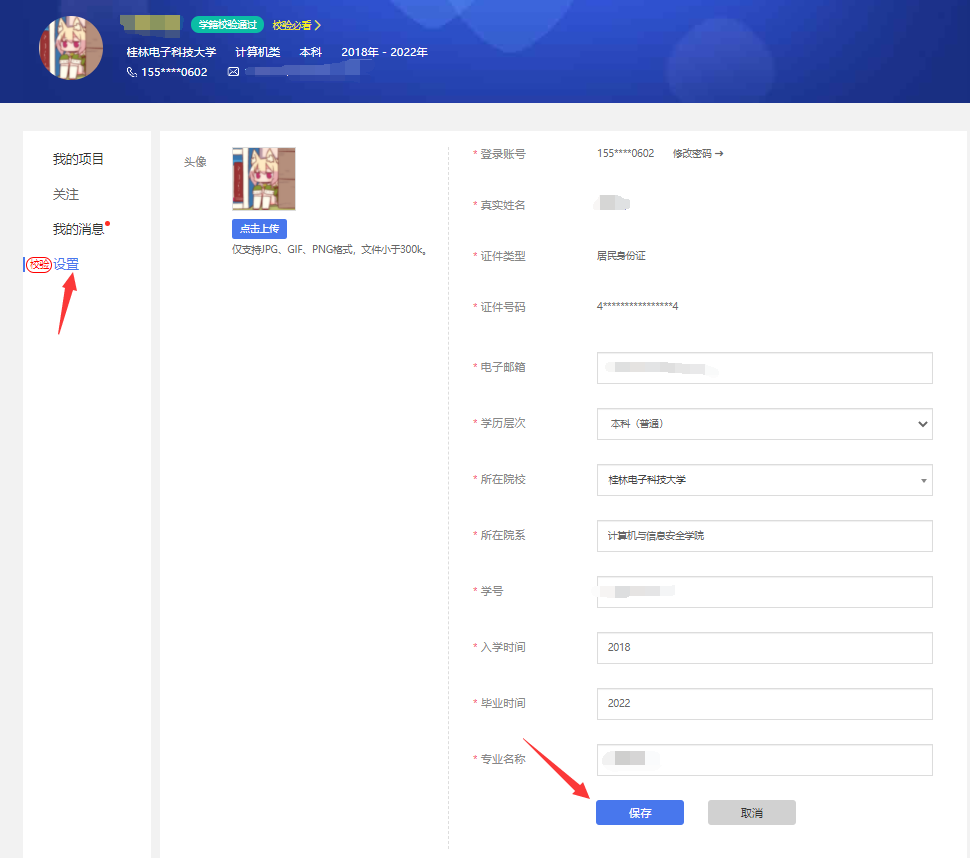 学籍校验通过 校验必看
桂林电子科技大学 计算机类 本科 2018年 - 2022年
155****0602
我的项目
关注
我的消息
校验 设置
头像
点击上传
仅支持JPG、GIF、PNG格式，文件小于300k。
* 登录账号 155****0602 修改密码 →
* 真实姓名
* 证件类型 居民身份证
* 证件号码 4****************4
* 电子邮箱
* 学历层次 本科（普通）
* 所在院校 桂林电子科技大学
* 所在院系 计算机与信息安全学院
* 学号
* 入学时间 2018
* 毕业时间 2022
* 专业名称
保存 取消